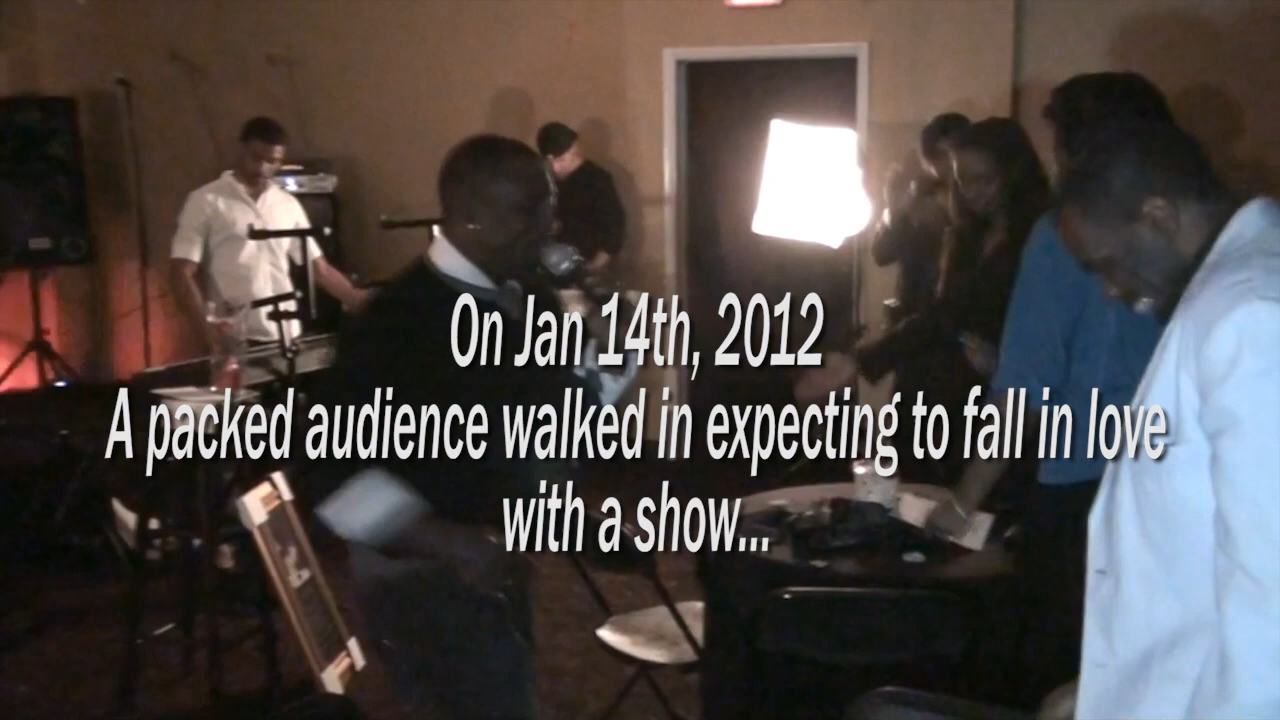 On Jan 14th, 2012
A packed audience walked in expecting to fall in love
with a show...